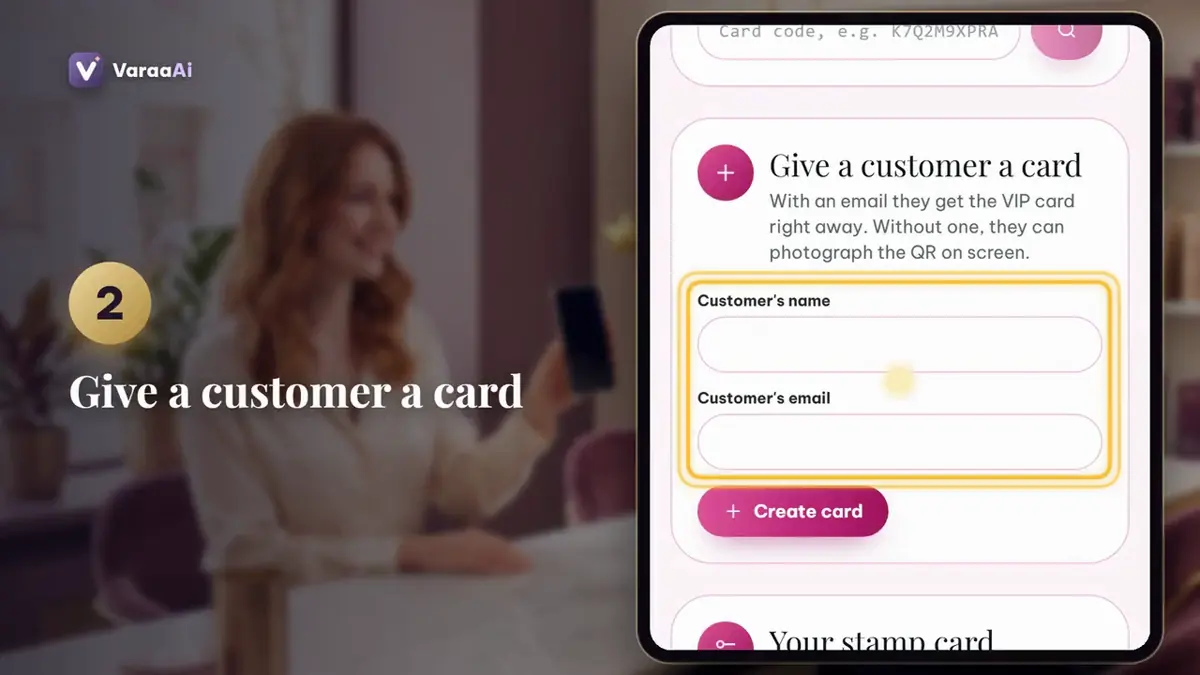 VaraaAi
2
Give a customer a card
Card code, e.g. K7Q2M9XPRA
Give a customer a card
With an email they get the VIP card
right away. Without one, they can
photograph the QR on screen.
Customer's name
Customer's email
+ Create card
Your stamp card